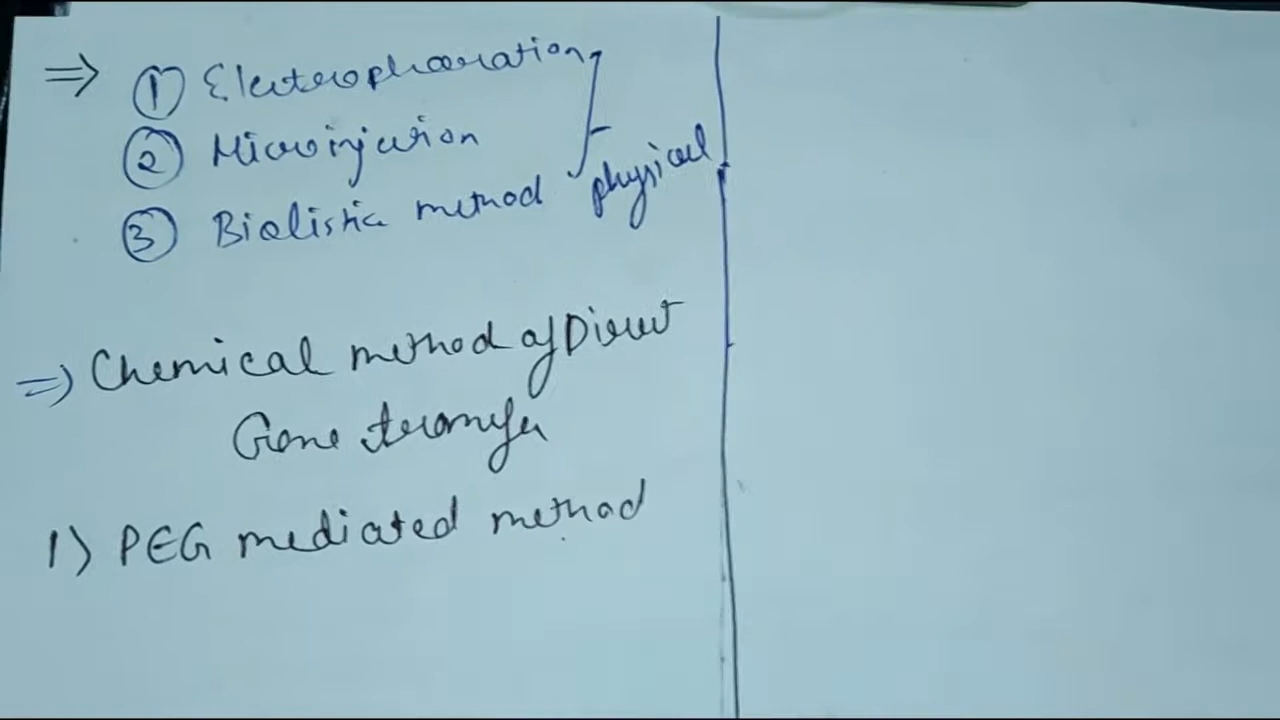 ⇒ ① Electrophoration
② Microinjection
③ Biolistic method physical
⇒ Chemical method of Direct
Gene transfer
1) PEG mediated method